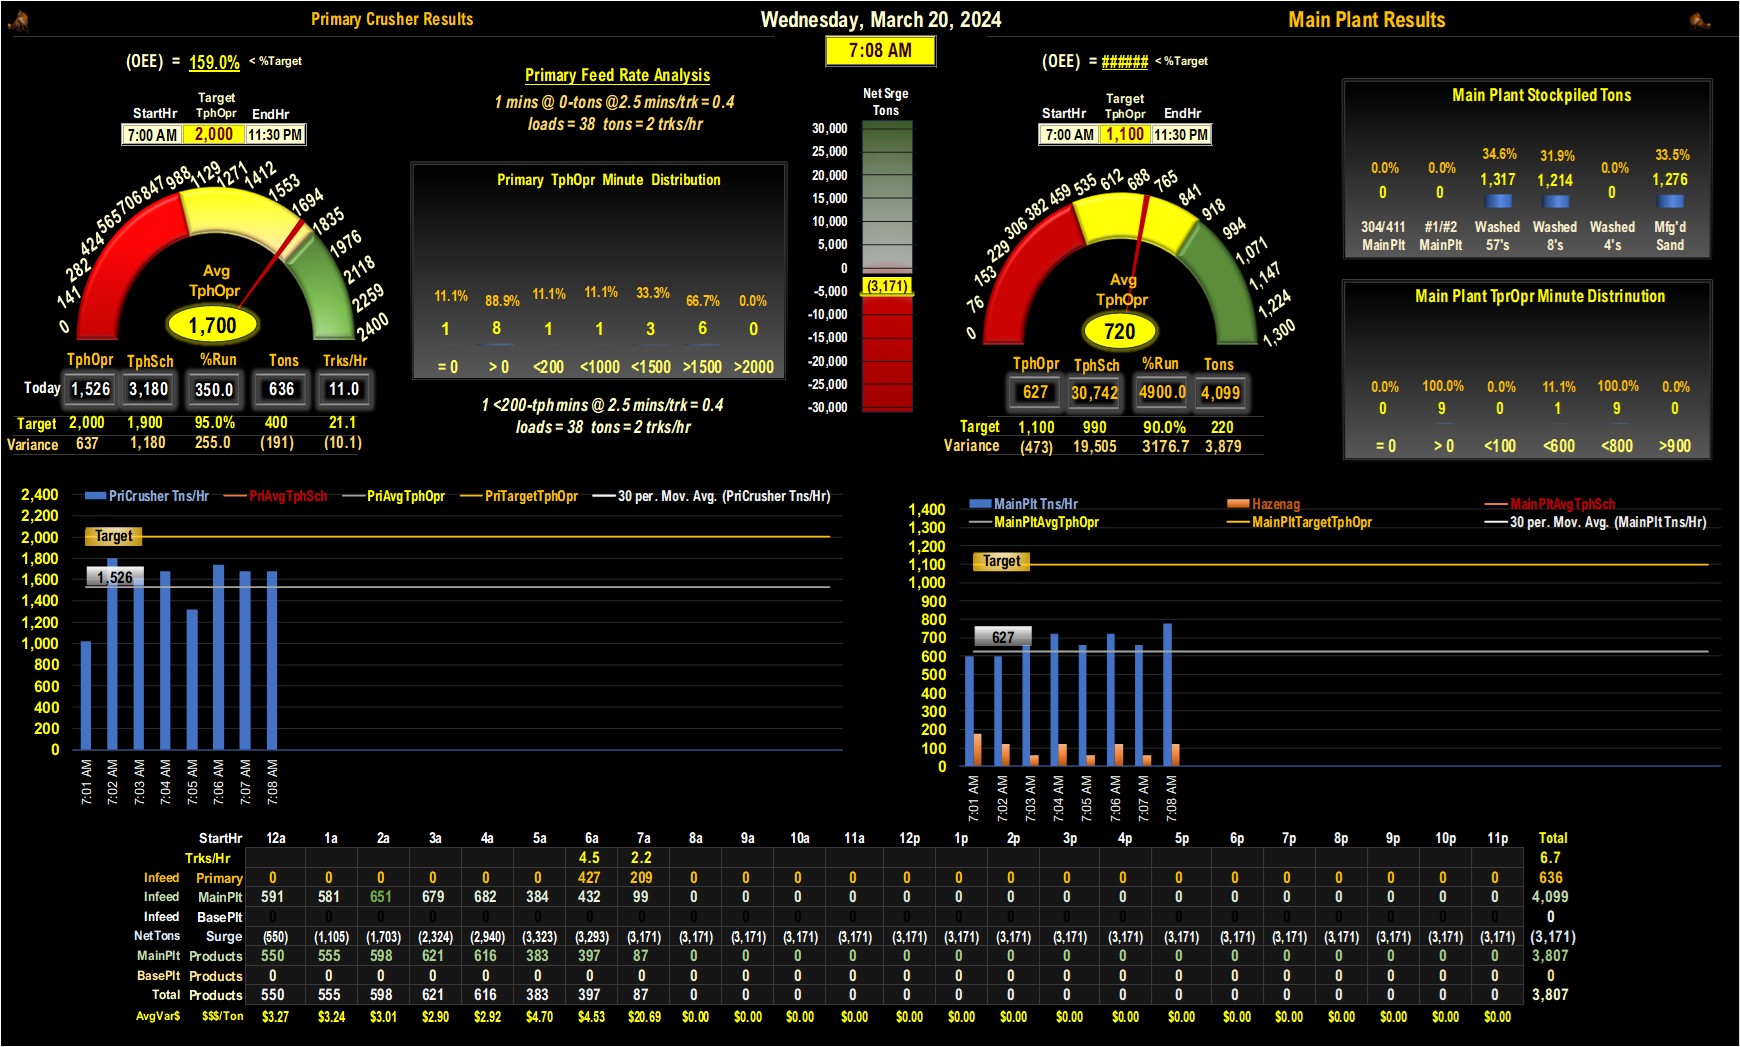 Primary Crusher Results
Wednesday, March 20, 2024
Main Plant Results
7:08 AM
(OEE) = 159.0% < %Target
Target
StartHr TphOpr EndHr
7:00 AM 2,000 11:30 PM
0 141 282 424 565 706 847 988 1129 1271 1412 1553 1694 1835 1976 2118 2259 2400
Avg
TphOpr
1,700
TphOpr TphSch %Run Tons Trks/Hr
Today 1,526 3,180 350.0 636 11.0
Target 2,000 1,900 95.0% 400 21.1
Variance 637 1,180 255.0 (191) (10.1)
Primary Feed Rate Analysis
1 mins @ 0-tons @2.5 mins/trk = 0.4
loads = 38 tons = 2 trks/hr
Primary TphOpr Minute Distribution
11.1% 88.9% 11.1% 11.1% 33.3% 66.7% 0.0%
1 8 1 1 3 6 0
= 0 > 0 <200 <1000 <1500 >1500 >2000
1 <200-tph mins @ 2.5 mins/trk = 0.4
loads = 38 tons = 2 trks/hr
Net Srge
Tons
30,000
25,000
20,000
15,000
10,000
5,000
0
(3,171)
-5,000
-10,000
-15,000
-20,000
-25,000
-30,000
(OEE) = ###### < %Target
Target
StartHr TphOpr EndHr
7:00 AM 1,100 11:30 PM
0 76 153 229 306 382 459 535 612 688 765 841 918 994 1,071 1,147 1,224 1,300
Avg
TphOpr
720
TphOpr TphSch %Run Tons
627 30,742 4900.0 4,099
Target 1,100 990 90.0% 220
Variance (473) 19,505 3176.7 3,879
Main Plant Stockpiled Tons
0.0% 0.0% 34.6% 31.9% 0.0% 33.5%
0 0 1,317 1,214 0 1,276
304/411 #1/#2 Washed Washed Washed Mfg'd
MainPlt MainPlt 57's 8's 4's Sand
Main Plant TprOpr Minute Distrinution
0.0% 100.0% 0.0% 11.1% 100.0% 0.0%
0 9 0 1 9 0
= 0 > 0 <100 <600 <800 >900
PriCrusher Tns/Hr PriAvgTphSch PriAvgTphOpr PriTargetTphOpr 30 per. Mov. Avg. (PriCrusher Tns/Hr)
2,400
2,200
2,000
1,800
1,600
1,400
1,200
1,000
800
600
400
200
0
Target
1,526
7:01 AM 7:02 AM 7:03 AM 7:04 AM 7:05 AM 7:06 AM 7:07 AM 7:08 AM
MainPlt Tns/Hr Hazenag MainPltAvgTphSch
MainPltAvgTphOpr MainPltTargetTphOpr 30 per. Mov. Avg. (MainPlt Tns/Hr)
1,400
1,300
1,200
1,100
1,000
900
800
700
600
500
400
300
200
100
0
Target
627
7:01 AM 7:02 AM 7:03 AM 7:04 AM 7:05 AM 7:06 AM 7:07 AM 7:08 AM
StartHr 12a 1a 2a 3a 4a 5a 6a 7a 8a 9a 10a 11a 12p 1p 2p 3p 4p 5p 6p 7p 8p 9p 10p 11p Total
Trks/Hr 4.5 2.2 6.7
Infeed Primary 0 0 0 0 0 0 427 209 0 0 0 0 0 0 0 0 0 0 0 0 0 0 0 0 636
Infeed MainPlt 591 581 651 679 682 384 432 99 0 0 0 0 0 0 0 0 0 0 0 0 0 0 0 0 4,099
Infeed BasePlt 0 0 0 0 0 0 0 0 0 0 0 0 0 0 0 0 0 0 0 0 0 0 0 0 0
NetTons Surge (550) (1,105) (1,703) (2,324) (2,940) (3,323) (3,293) (3,171) (3,171) (3,171) (3,171) (3,171) (3,171) (3,171) (3,171) (3,171) (3,171) (3,171) (3,171) (3,171) (3,171) (3,171) (3,171) (3,171) (3,171)
MainPlt Products 550 555 598 621 616 383 397 87 0 0 0 0 0 0 0 0 0 0 0 0 0 0 0 0 3,807
BasePlt Products 0 0 0 0 0 0 0 0 0 0 0 0 0 0 0 0 0 0 0 0 0 0 0 0 0
Total Products 550 555 598 621 616 383 397 87 0 0 0 0 0 0 0 0 0 0 0 0 0 0 0 0 3,807
AvgVar$ $$$/Ton $3.27 $3.24 $3.01 $2.90 $2.92 $4.70 $4.53 $20.69 $0.00 $0.00 $0.00 $0.00 $0.00 $0.00 $0.00 $0.00 $0.00 $0.00 $0.00 $0.00 $0.00 $0.00 $0.00 $0.00